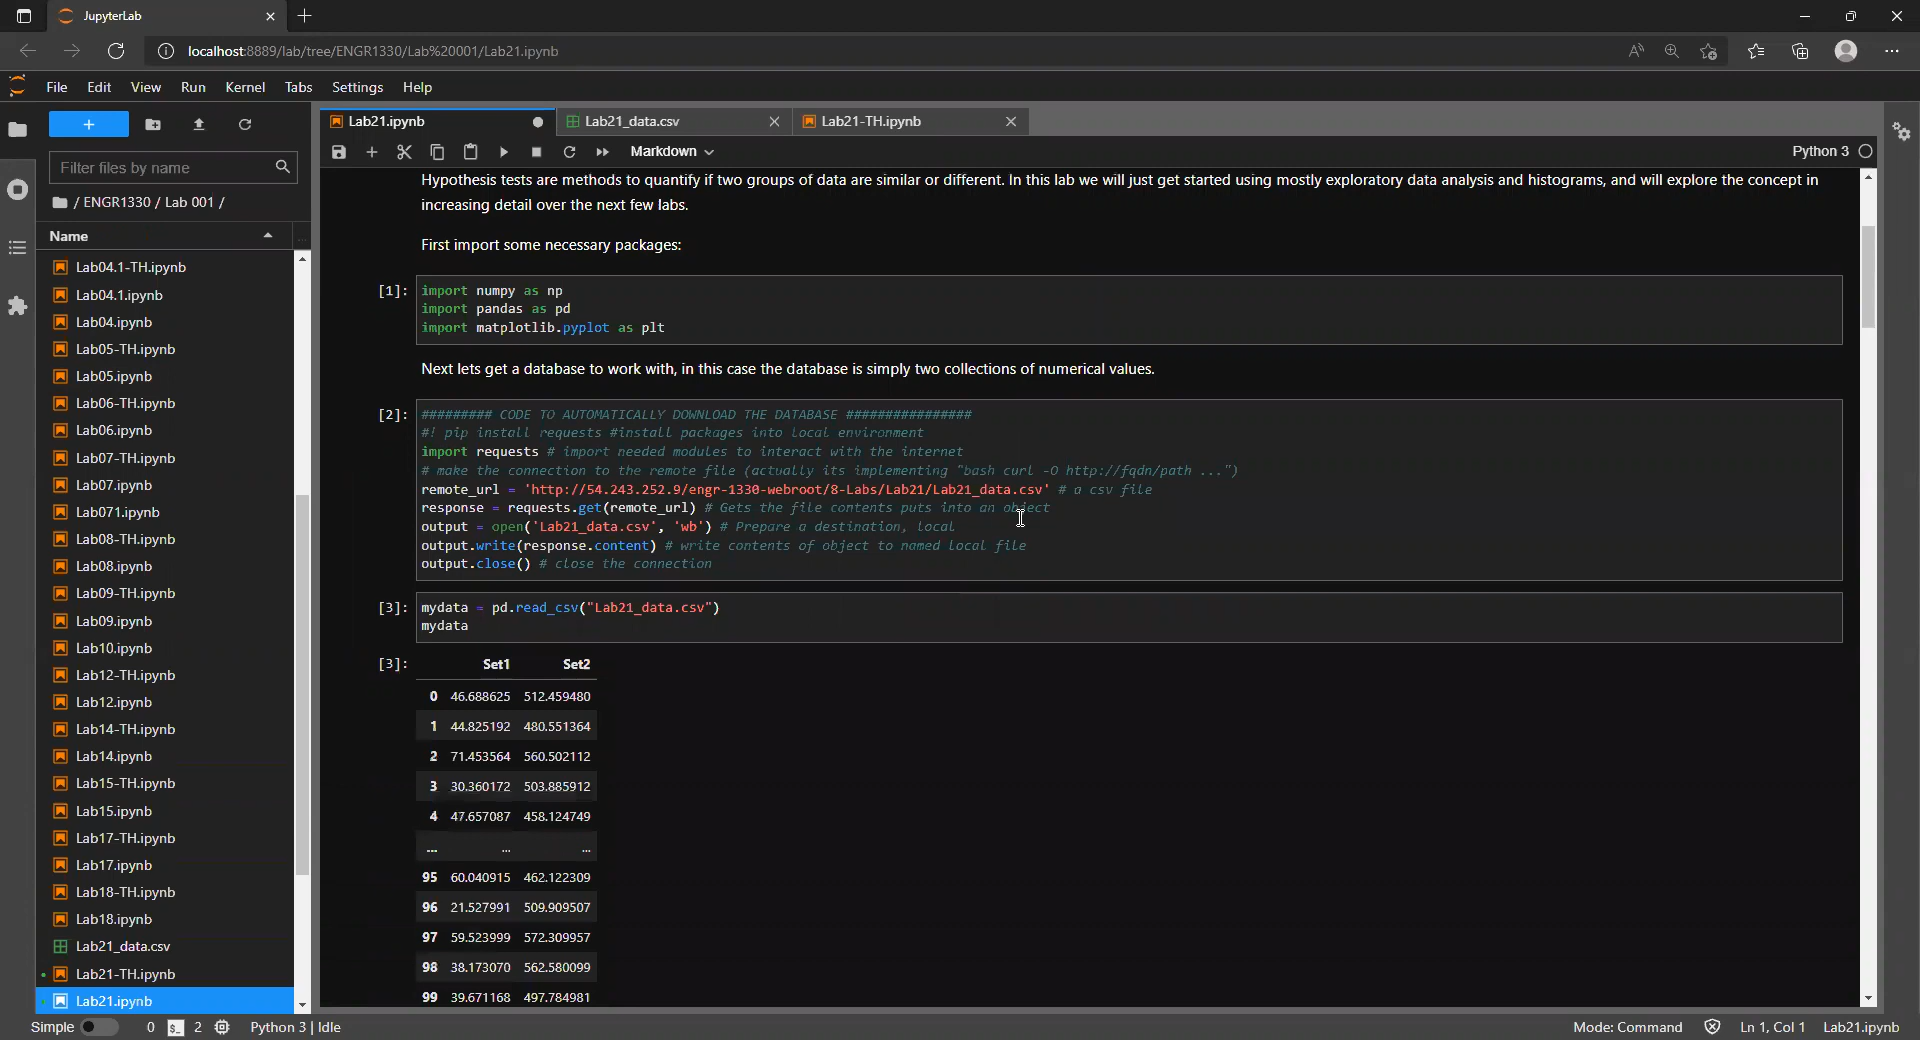 JupyterLab
localhost:8889/lab/tree/ENGR1330/Lab%20001/Lab21.ipynb
File Edit View Run Kernel Tabs Settings Help
Filter files by name
/ ENGR1330 / Lab 001 /
Name
Lab04.1-TH.ipynb
Lab04.1.ipynb
Lab04.ipynb
Lab05-TH.ipynb
Lab05.ipynb
Lab06-TH.ipynb
Lab06.ipynb
Lab07-TH.ipynb
Lab07.ipynb
Lab071.ipynb
Lab08-TH.ipynb
Lab08.ipynb
Lab09-TH.ipynb
Lab09.ipynb
Lab10.ipynb
Lab12-TH.ipynb
Lab12.ipynb
Lab14-TH.ipynb
Lab14.ipynb
Lab15-TH.ipynb
Lab15.ipynb
Lab17-TH.ipynb
Lab17.ipynb
Lab18-TH.ipynb
Lab18.ipynb
Lab21_data.csv
Lab21-TH.ipynb
Lab21.ipynb
Lab21.ipynb Lab21_data.csv Lab21-TH.ipynb
Markdown Python 3
Hypothesis tests are methods to quantify if two groups of data are similar or different. In this lab we will just get started using mostly exploratory data analysis and histograms, and will explore the concept in
increasing detail over the next few labs.
First import some necessary packages:
[1]: import numpy as np
import pandas as pd
import matplotlib.pyplot as plt
Next lets get a database to work with, in this case the database is simply two collections of numerical values.
[2]: ######### CODE TO AUTOMATICALLY DOWNLOAD THE DATABASE ################
#! pip install requests #install packages into local environment
import requests # import needed modules to interact with the internet
# make the connection to the remote file (actually its implementing "bash curl -O http://fqdn/path ...")
remote_url = 'http://54.243.252.9/engr-1330-webroot/8-Labs/Lab21/Lab21_data.csv' # a csv file
response = requests.get(remote_url) # Gets the file contents puts into an object
output = open('Lab21_data.csv', 'wb') # Prepare a destination, local
output.write(response.content) # write contents of object to named local file
output.close() # close the connection
[3]: mydata = pd.read_csv("Lab21_data.csv")
mydata
[3]: Set1 Set2
0 46.688625 512.459480
1 44.825192 480.551364
2 71.453564 560.502112
3 30.360172 503.885912
4 47.657087 458.124749
... ... ...
95 60.040915 462.122309
96 21.527991 509.909507
97 59.523999 572.309957
98 38.173070 562.580099
99 39.671168 497.784981
Simple 0 2 Python 3 | Idle Mode: Command Ln 1, Col 1 Lab21.ipynb